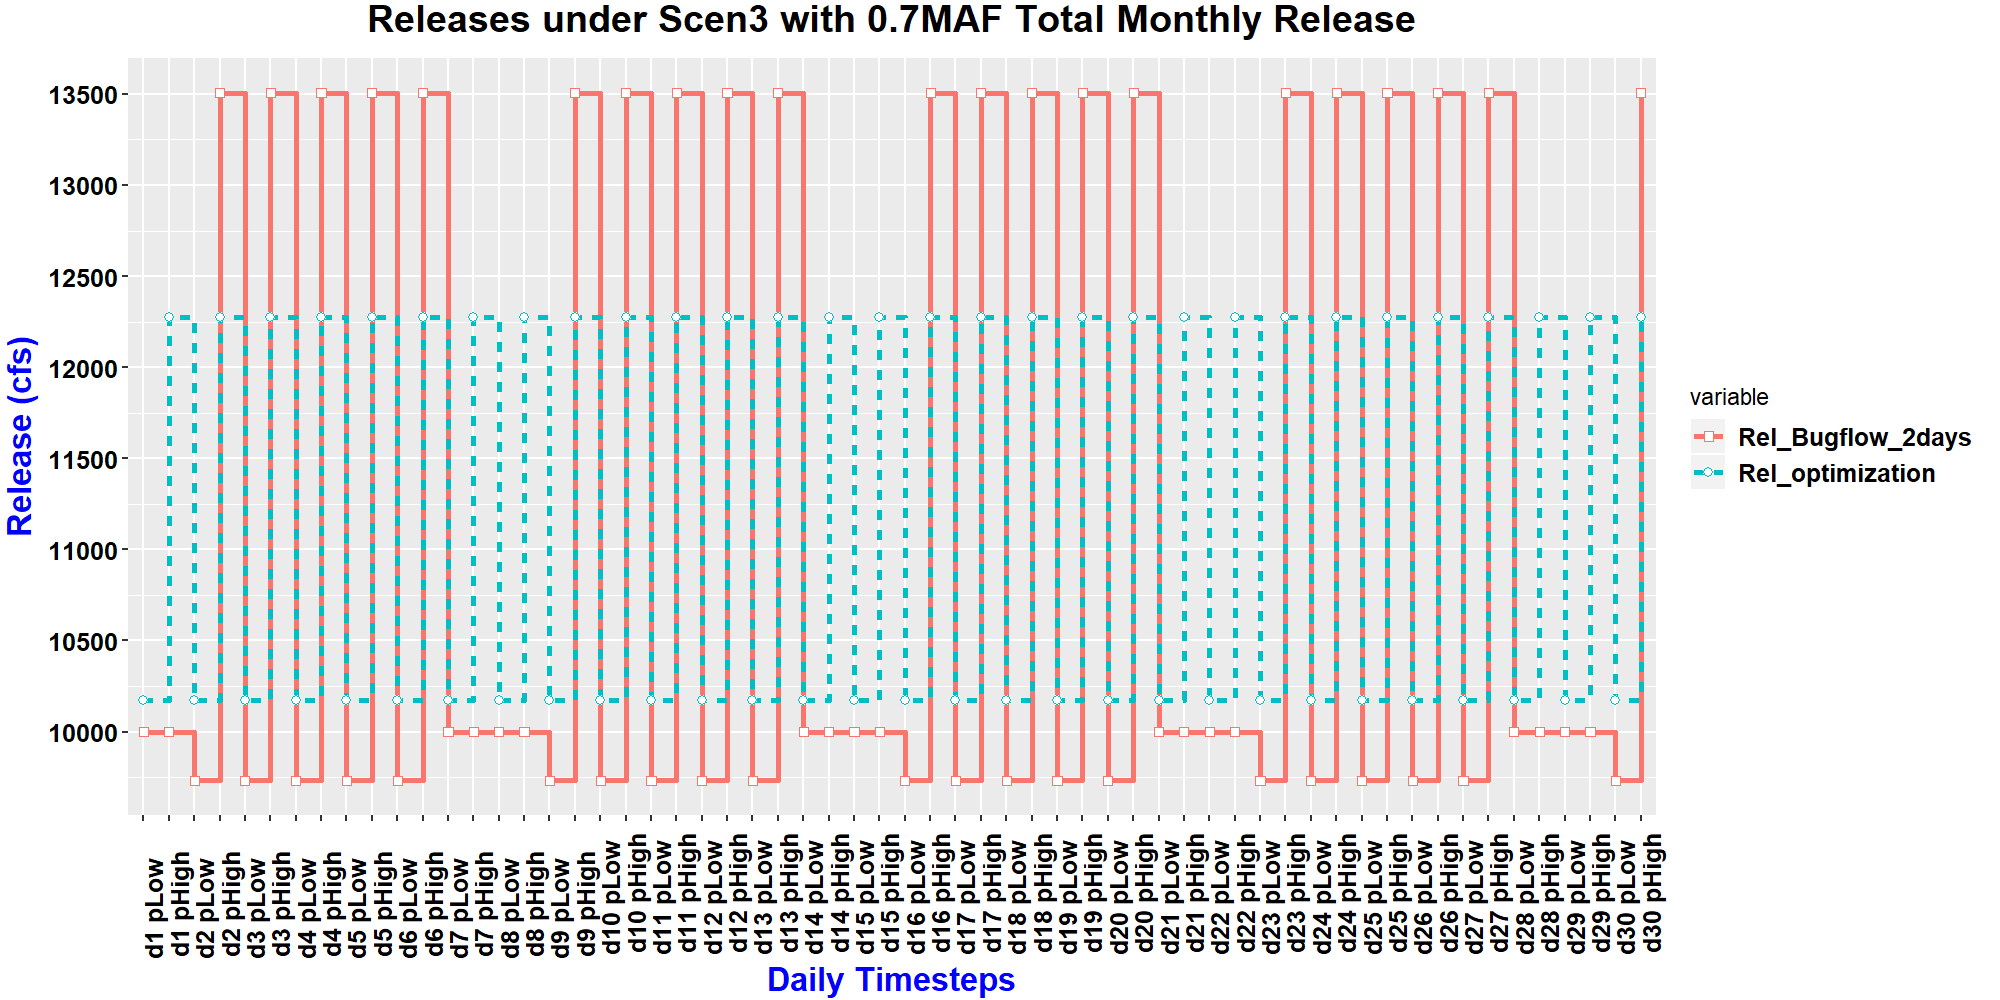 Releases under Scen3 with 0.7MAF Total Monthly Release
Release (cfs)
13500
13000
12500
12000
11500
11000
10500
10000
d1 pLow
d1 pHigh
d2 pLow
d2 pHigh
d3 pLow
d3 pHigh
d4 pLow
d4 pHigh
d5 pLow
d5 pHigh
d6 pLow
d6 pHigh
d7 pLow
d7 pHigh
d8 pLow
d8 pHigh
d9 pLow
d9 pHigh
d10 pLow
d10 pHigh
d11 pLow
d11 pHigh
d12 pLow
d12 pHigh
d13 pLow
d13 pHigh
d14 pLow
d14 pHigh
d15 pLow
d15 pHigh
d16 pLow
d16 pHigh
d17 pLow
d17 pHigh
d18 pLow
d18 pHigh
d19 pLow
d19 pHigh
d20 pLow
d20 pHigh
d21 pLow
d21 pHigh
d22 pLow
d22 pHigh
d23 pLow
d23 pHigh
d24 pLow
d24 pHigh
d25 pLow
d25 pHigh
d26 pLow
d26 pHigh
d27 pLow
d27 pHigh
d28 pLow
d28 pHigh
d29 pLow
d29 pHigh
d30 pLow
d30 pHigh
Daily Timesteps
variable
Rel_Bugflow_2days
Rel_optimization